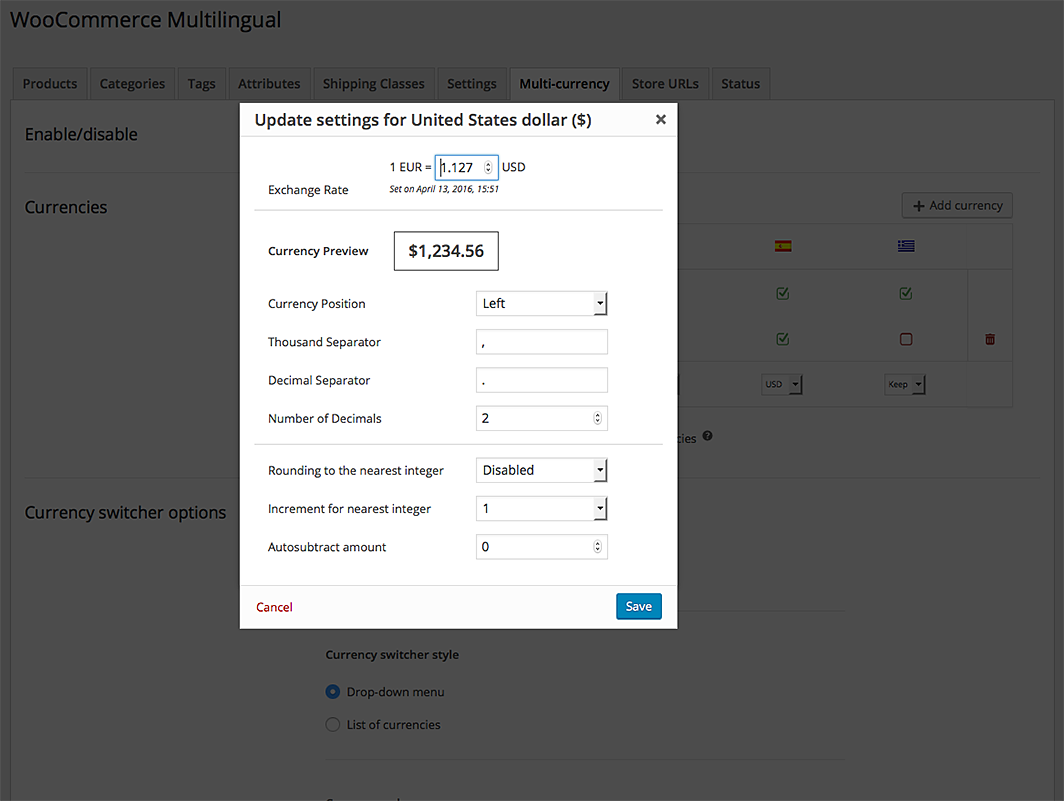 WooCommerce Multilingual
Products Categories Tags Attributes Shipping Classes Settings Multi-currency Store URLs Status
Update settings for United States dollar ($)
Enable/disable
1 EUR = 1.127 USD
Exchange Rate
Set on April 13, 2016, 15:51
Currencies
Add currency
Currency Preview $1,234.56
Currency Position Left
Thousand Separator ,
Decimal Separator .
USD Keep
Number of Decimals 2
cies
Rounding to the nearest integer Disabled
Increment for nearest integer 1
Currency switcher options
Autosubtract amount 0
Cancel Save
Currency switcher style
Drop-down menu
List of currencies